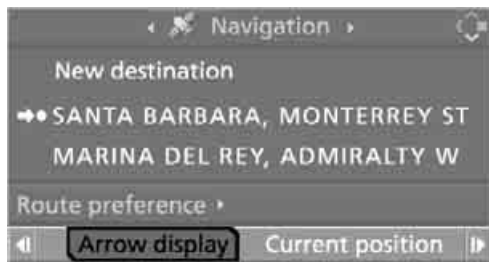 Navigation
New destination
SANTA BARBARA, MONTERREY ST
MARINA DEL REY, ADMIRALTY W
Route preference
Arrow display Current position